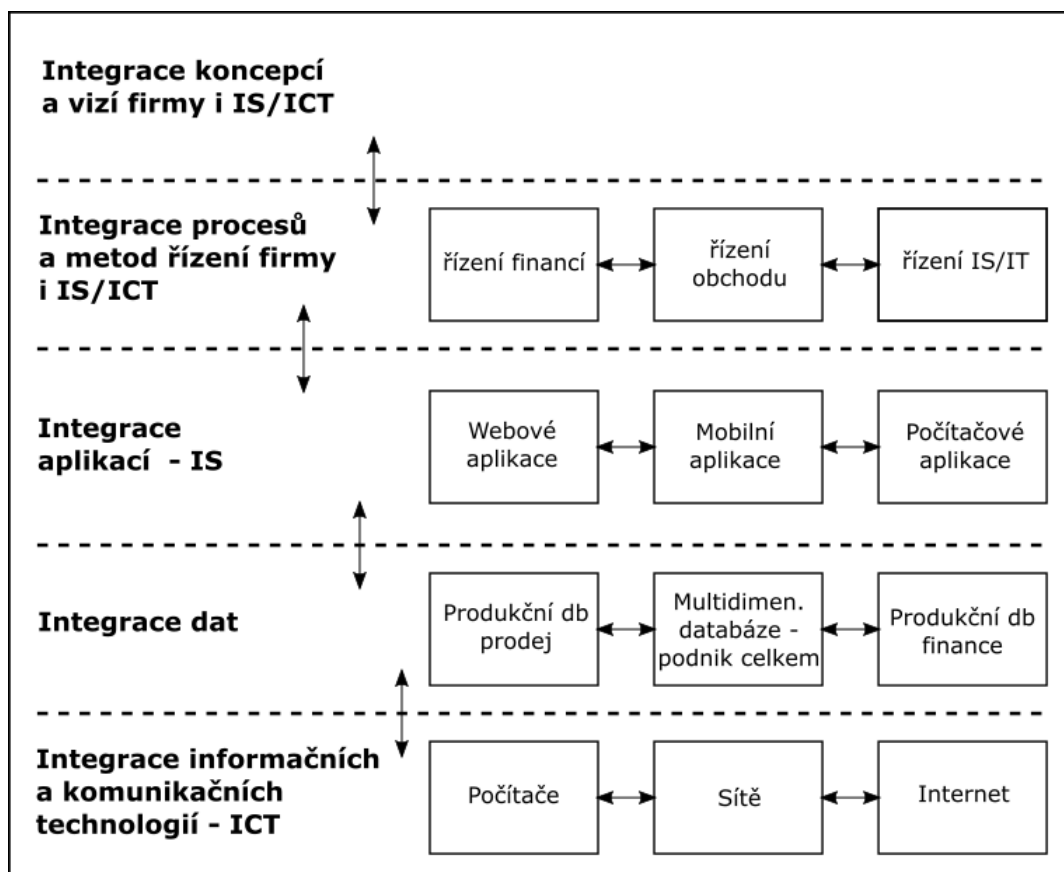 Integrace koncepcí
a vizí firmy i IS/ICT
Integrace procesů
a metod řízení firmy
i IS/ICT
řízení financí
řízení
obchodu
řízení IS/IT
Integrace
aplikací - IS
Webové
aplikace
Mobilní
aplikace
Počítačové
aplikace
Integrace dat
Produkční db
prodej
Multidimen.
databáze -
podnik celkem
Produkční db
finance
Integrace informačních
a komunikačních
technologií - ICT
Počítače
Sítě
Internet